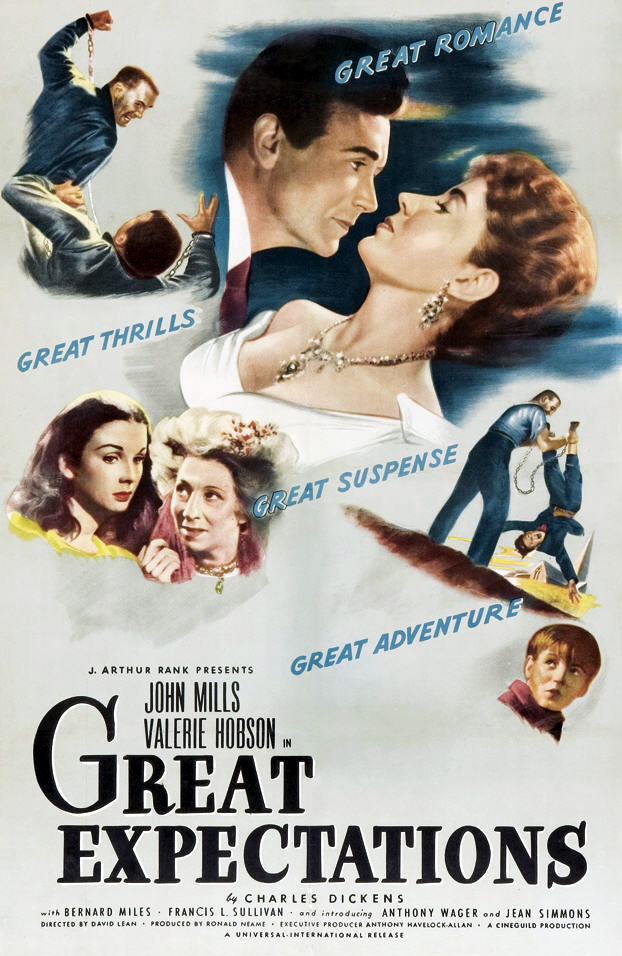 GREAT ROMANCE
GREAT THRILLS
GREAT SUSPENSE
GREAT ADVENTURE
J. ARTHUR RANK PRESENTS
JOHN MILLS
VALERIE HOBSON IN
GREAT
EXPECTATIONS
by CHARLES DICKENS
with BERNARD MILES · FRANCIS L. SULLIVAN · and introducing ANTHONY WAGER and JEAN SIMMONS
DIRECTED BY DAVID LEAN · PRODUCED BY RONALD NEAME · EXECUTIVE PRODUCER ANTHONY HAVELOCK-ALLAN · A CINEGUILD PRODUCTION
A UNIVERSAL-INTERNATIONAL RELEASE